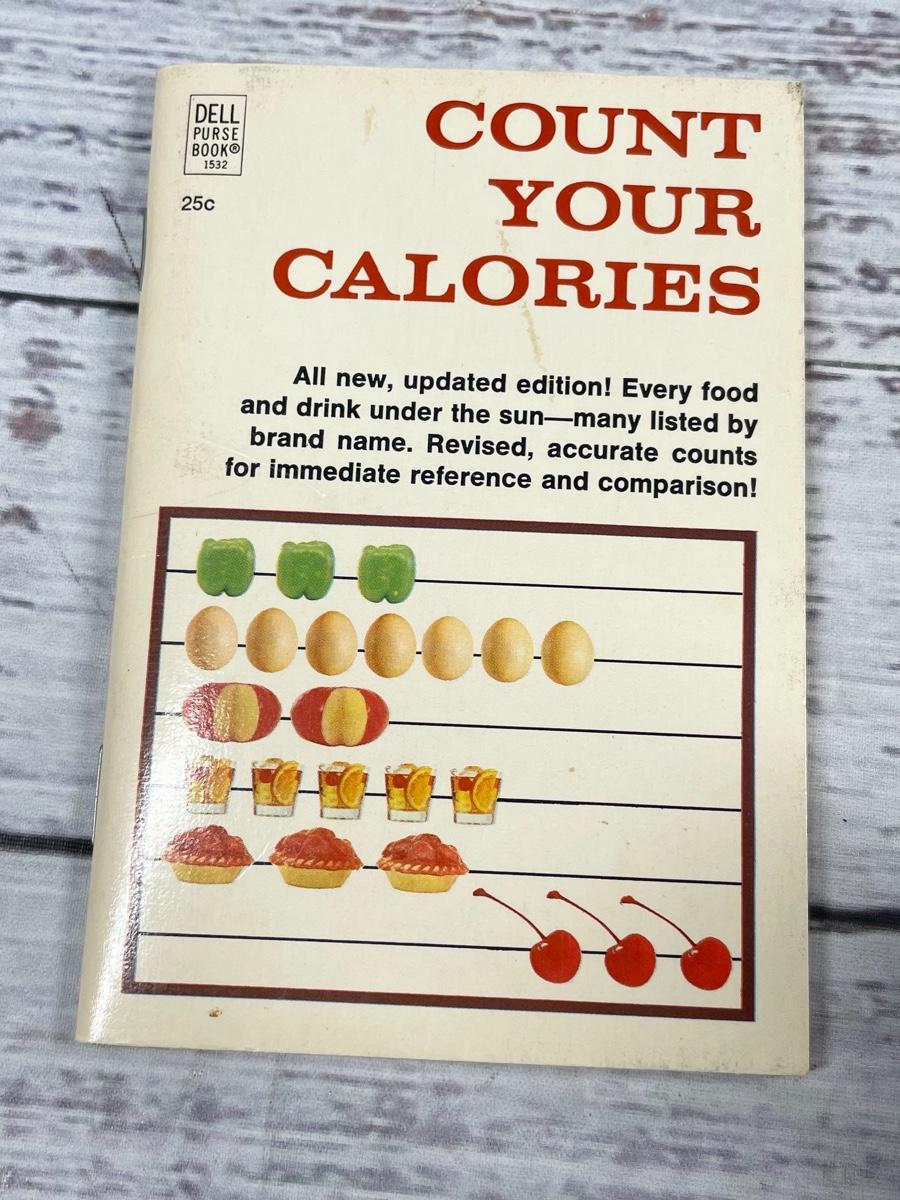 DELL
PURSE
BOOK®
1532
25c
COUNT
YOUR
CALORIES
All new, updated edition! Every food
and drink under the sun—many listed by
brand name. Revised, accurate counts
for immediate reference and comparison!